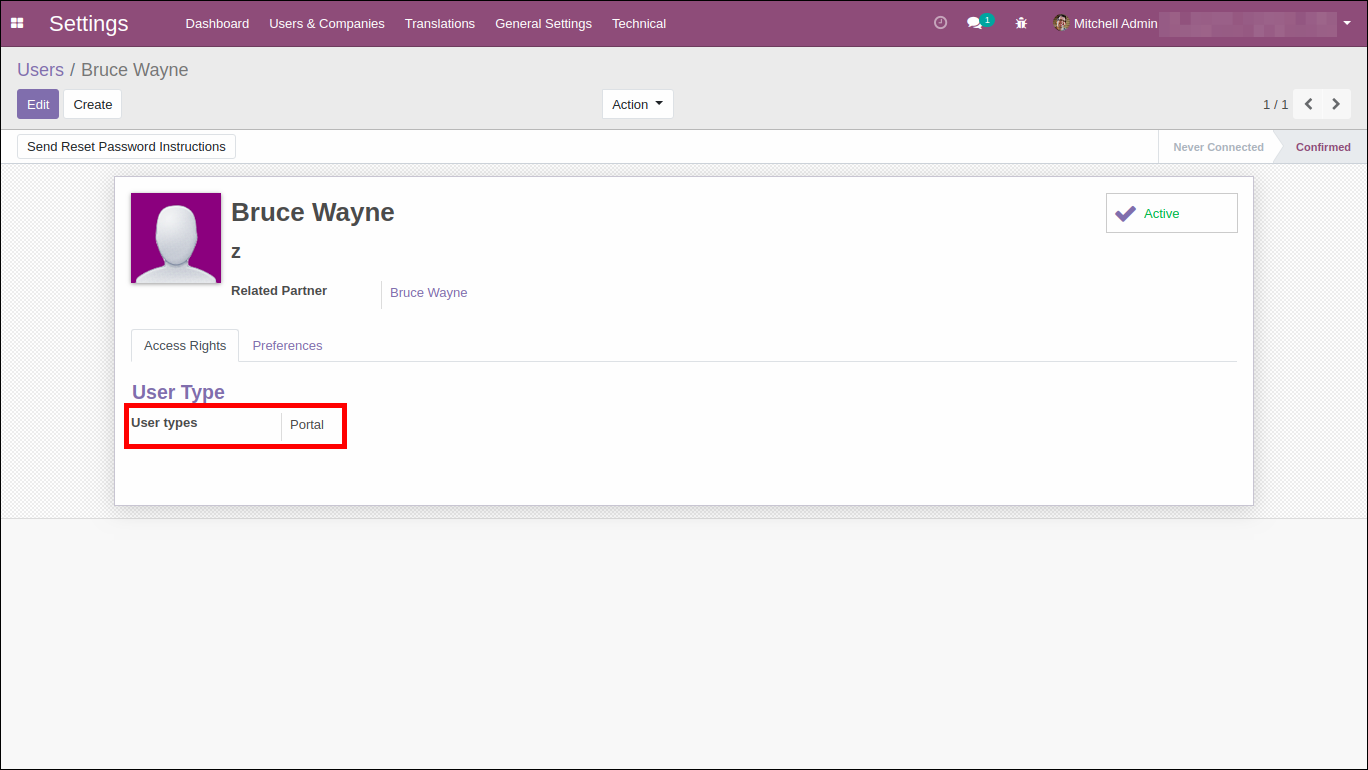 Settings Dashboard Users & Companies Translations General Settings Technical 1 Mitchell Admin
Users / Bruce Wayne
Edit Create Action 1 / 1
Send Reset Password Instructions Never Connected Confirmed
Bruce Wayne Active
z
Related Partner Bruce Wayne
Access Rights Preferences
User Type
User types Portal